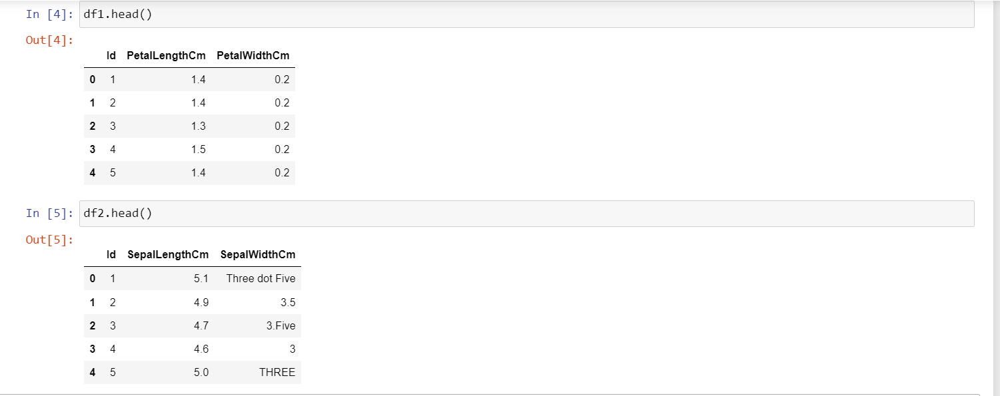 In [4]: df1.head()
Out[4]:
Id PetalLengthCm PetalWidthCm
0 1 1.4 0.2
1 2 1.4 0.2
2 3 1.3 0.2
3 4 1.5 0.2
4 5 1.4 0.2
In [5]: df2.head()
Out[5]:
Id SepalLengthCm SepalWidthCm
0 1 5.1 Three dot Five
1 2 4.9 3.5
2 3 4.7 3.Five
3 4 4.6 3
4 5 5.0 THREE